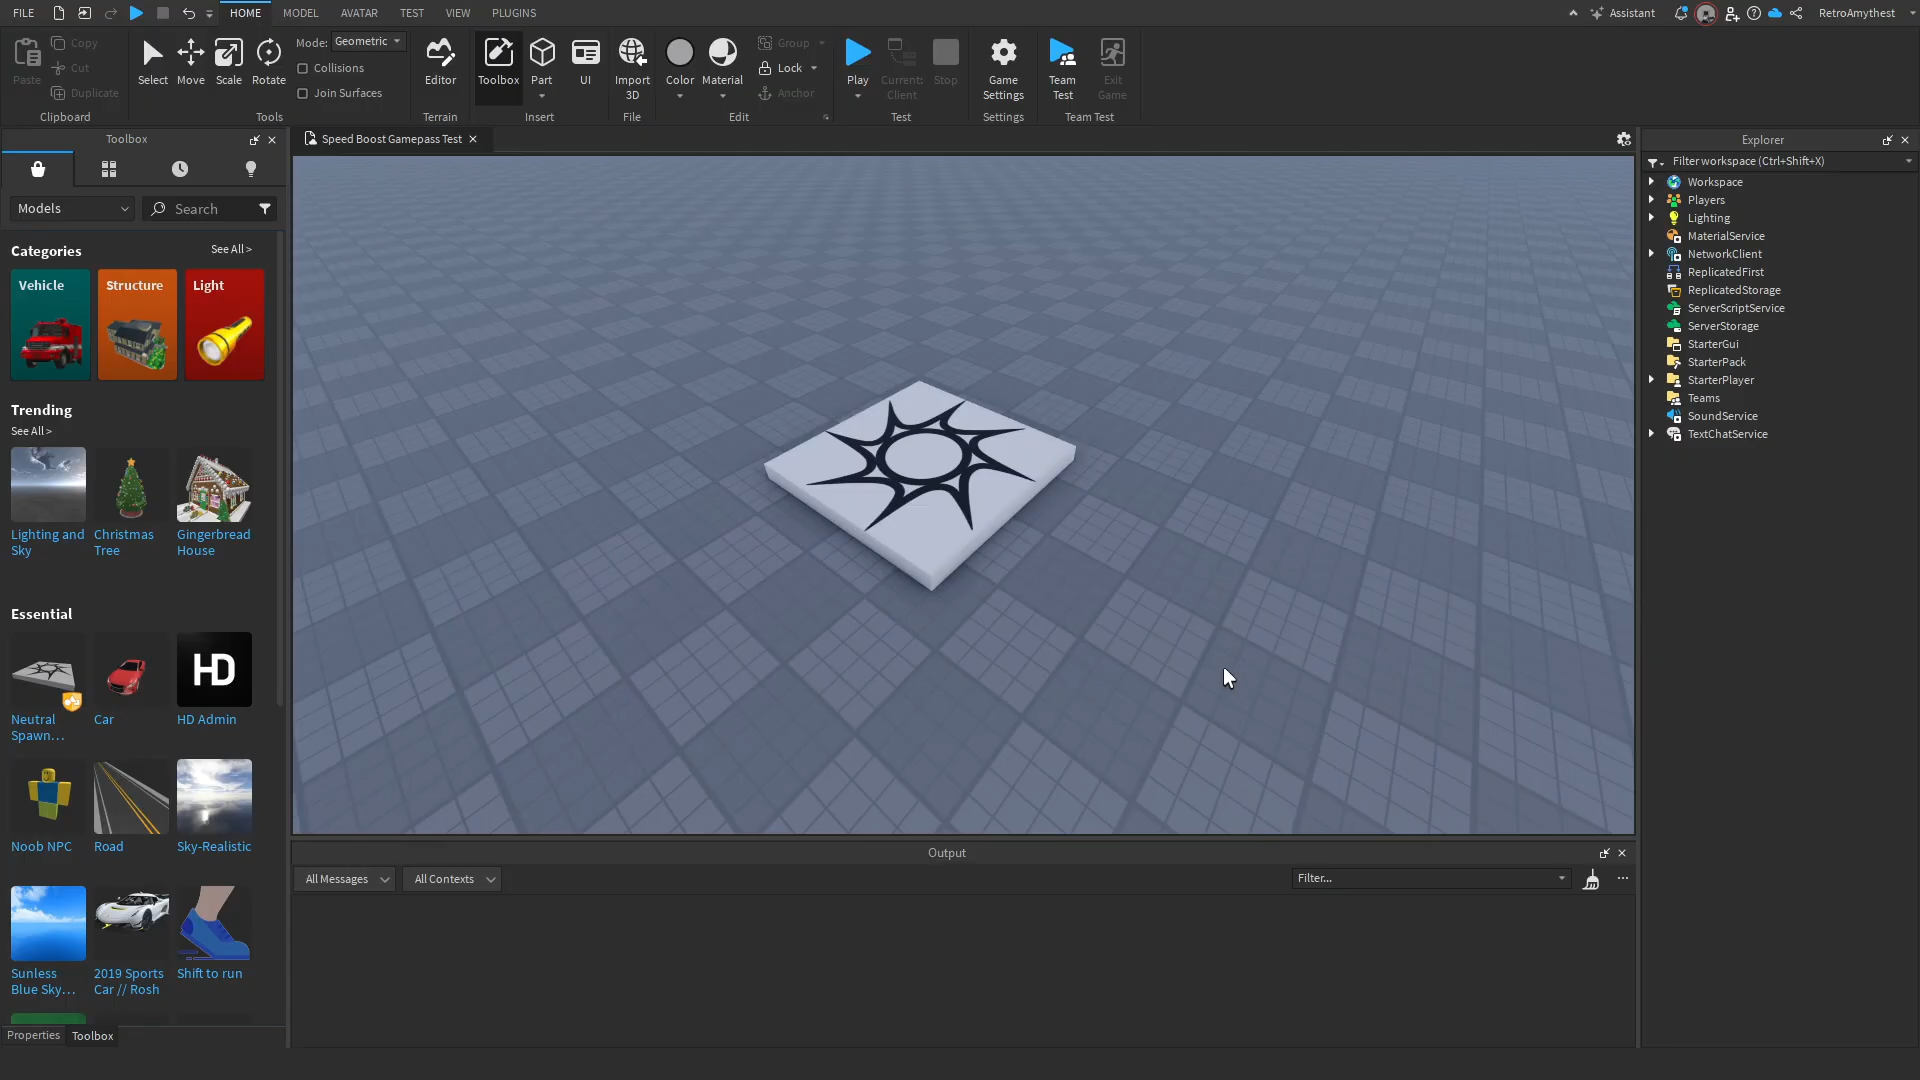 FILE
HOME
MODEL
AVATAR
TEST
VIEW
PLUGINS
Assistant
RetroAmythest
Paste
Copy
Cut
Duplicate
Clipboard
Select
Move
Scale
Rotate
Mode: Geometric
Collisions
Join Surfaces
Tools
Editor
Terrain
Toolbox
Part
UI
Insert
Import
3D
File
Color
Material
Group
Lock
Anchor
Edit
Play
Current:
Client
Stop
Test
Game
Settings
Settings
Team
Test
Exit
Game
Team Test
Toolbox
Models
Search
Categories
See All >
Vehicle
Structure
Light
Trending
See All >
Lighting and
Sky
Christmas
Tree
Gingerbread
House
Essential
Neutral
Spawn...
Car
HD
HD Admin
Noob NPC
Road
Sky-Realistic
Sunless
Blue Sky...
2019 Sports
Car // Rosh
Shift to run
Properties
Toolbox
Speed Boost Gamepass Test
Output
All Messages
All Contexts
Filter...
Explorer
Filter workspace (Ctrl+Shift+X)
Workspace
Players
Lighting
MaterialService
NetworkClient
ReplicatedFirst
ReplicatedStorage
ServerScriptService
ServerStorage
StarterGui
StarterPack
StarterPlayer
Teams
SoundService
TextChatService